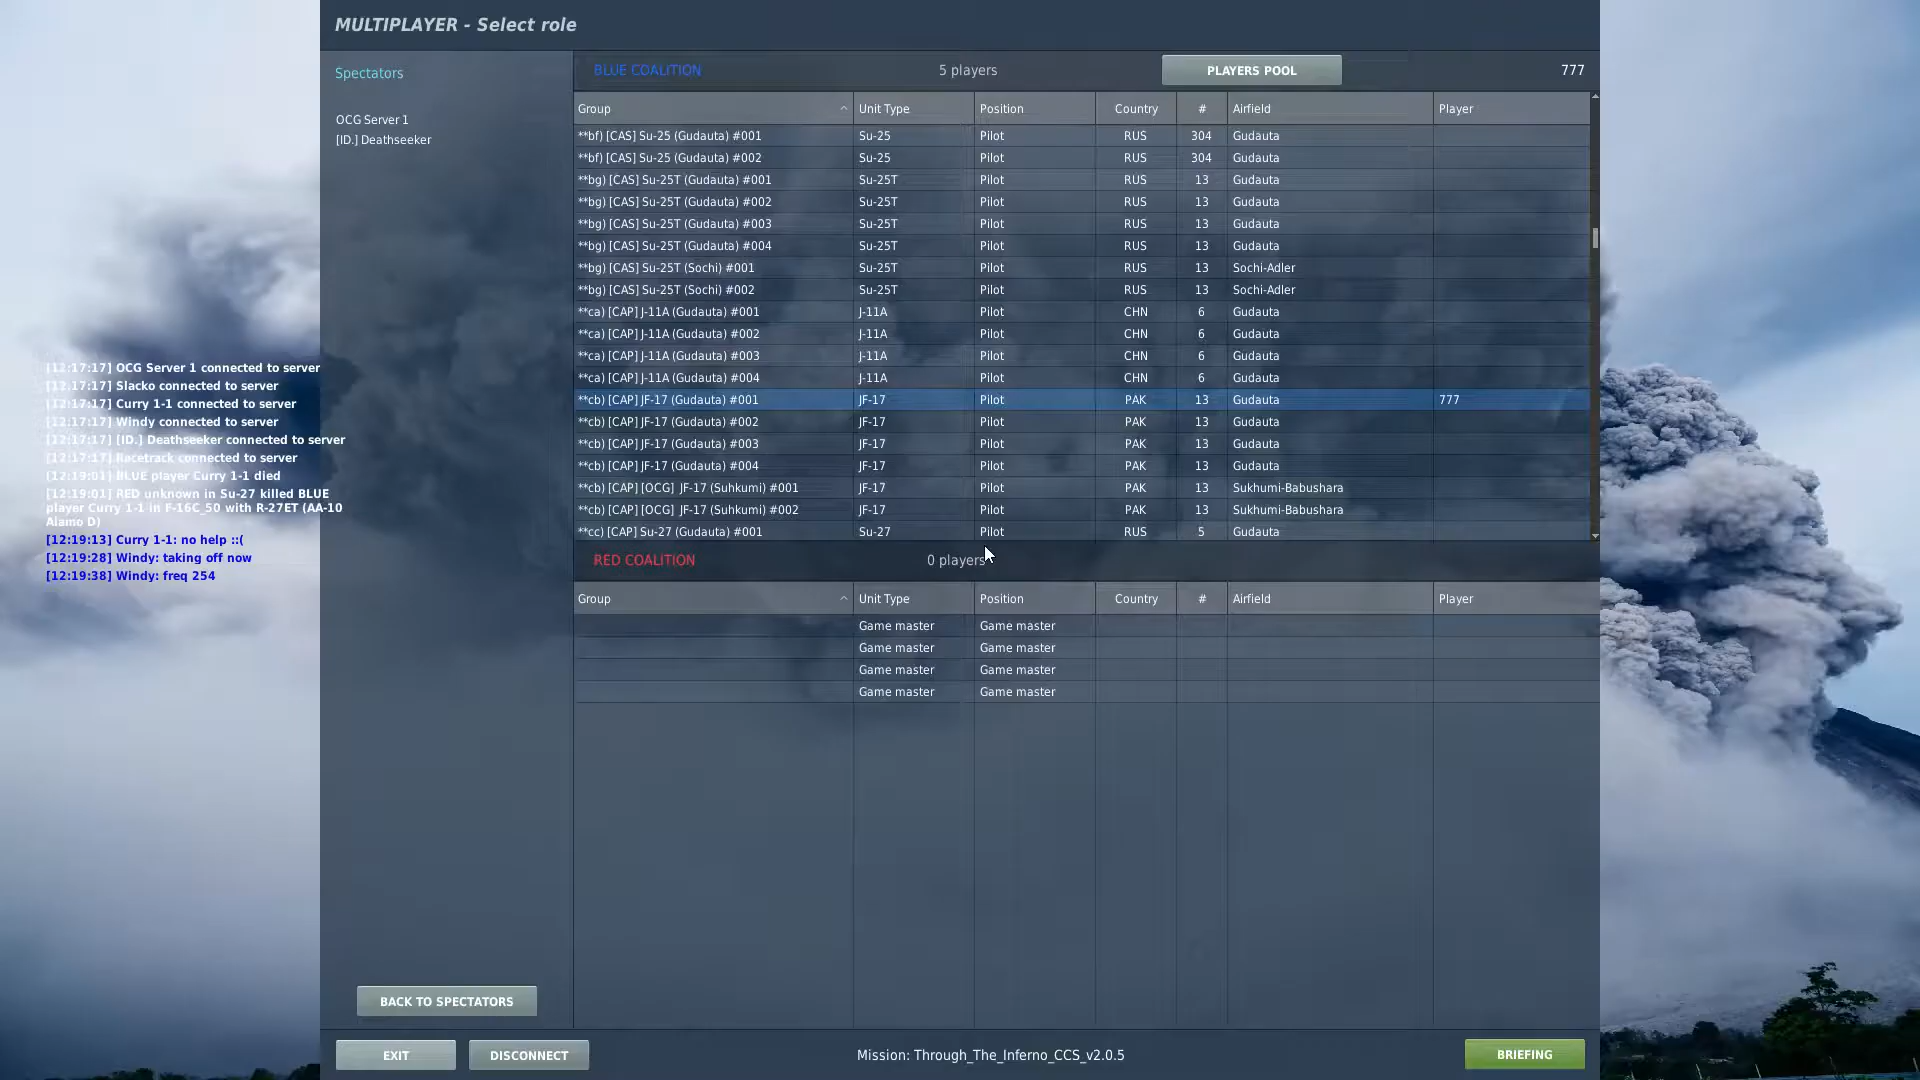 MULTIPLAYER - Select role
Spectators
OCG Server 1
[ID.] Deathseeker
BLUE COALITION 5 players PLAYERS POOL 777
Group Unit Type Position Country # Airfield Player
**bf) [CAS] Su-25 (Gudauta) #001 Su-25 Pilot RUS 304 Gudauta
**bf) [CAS] Su-25 (Gudauta) #002 Su-25 Pilot RUS 304 Gudauta
**bg) [CAS] Su-25T (Gudauta) #001 Su-25T Pilot RUS 13 Gudauta
**bg) [CAS] Su-25T (Gudauta) #002 Su-25T Pilot RUS 13 Gudauta
**bg) [CAS] Su-25T (Gudauta) #003 Su-25T Pilot RUS 13 Gudauta
**bg) [CAS] Su-25T (Gudauta) #004 Su-25T Pilot RUS 13 Gudauta
**bg) [CAS] Su-25T (Sochi) #001 Su-25T Pilot RUS 13 Sochi-Adler
**bg) [CAS] Su-25T (Sochi) #002 Su-25T Pilot RUS 13 Sochi-Adler
**ca) [CAP] J-11A (Gudauta) #001 J-11A Pilot CHN 6 Gudauta
**ca) [CAP] J-11A (Gudauta) #002 J-11A Pilot CHN 6 Gudauta
**ca) [CAP] J-11A (Gudauta) #003 J-11A Pilot CHN 6 Gudauta
**ca) [CAP] J-11A (Gudauta) #004 J-11A Pilot CHN 6 Gudauta
**cb) [CAP] JF-17 (Gudauta) #001 JF-17 Pilot PAK 13 Gudauta 777
**cb) [CAP] JF-17 (Gudauta) #002 JF-17 Pilot PAK 13 Gudauta
**cb) [CAP] JF-17 (Gudauta) #003 JF-17 Pilot PAK 13 Gudauta
**cb) [CAP] JF-17 (Gudauta) #004 JF-17 Pilot PAK 13 Gudauta
**cb) [CAP] [OCG] JF-17 (Suhkumi) #001 JF-17 Pilot PAK 13 Sukhumi-Babushara
**cb) [CAP] [OCG] JF-17 (Suhkumi) #002 JF-17 Pilot PAK 13 Sukhumi-Babushara
**cc) [CAP] Su-27 (Gudauta) #001 Su-27 Pilot RUS 5 Gudauta
[12:17:17] OCG Server 1 connected to server
[12:17:17] Slacko connected to server
[12:17:17] Curry 1-1 connected to server
[12:17:17] Windy connected to server
[12:17:17] [ID.] Deathseeker connected to server
[12:17:17] Racetrack connected to server
[12:19:01] BLUE player Curry 1-1 died
[12:19:01] RED unknown in Su-27 killed BLUE
player Curry 1-1 in F-16C_50 with R-27ET (AA-10
Alamo D)
[12:19:13] Curry 1-1: no help ::(
[12:19:28] Windy: taking off now
[12:19:38] Windy: freq 254
RED COALITION 0 players
Group Unit Type Position Country # Airfield Player
Game master Game master
Game master Game master
Game master Game master
Game master Game master
BACK TO SPECTATORS
EXIT DISCONNECT Mission: Through_The_Inferno_CCS_v2.0.5 BRIEFING